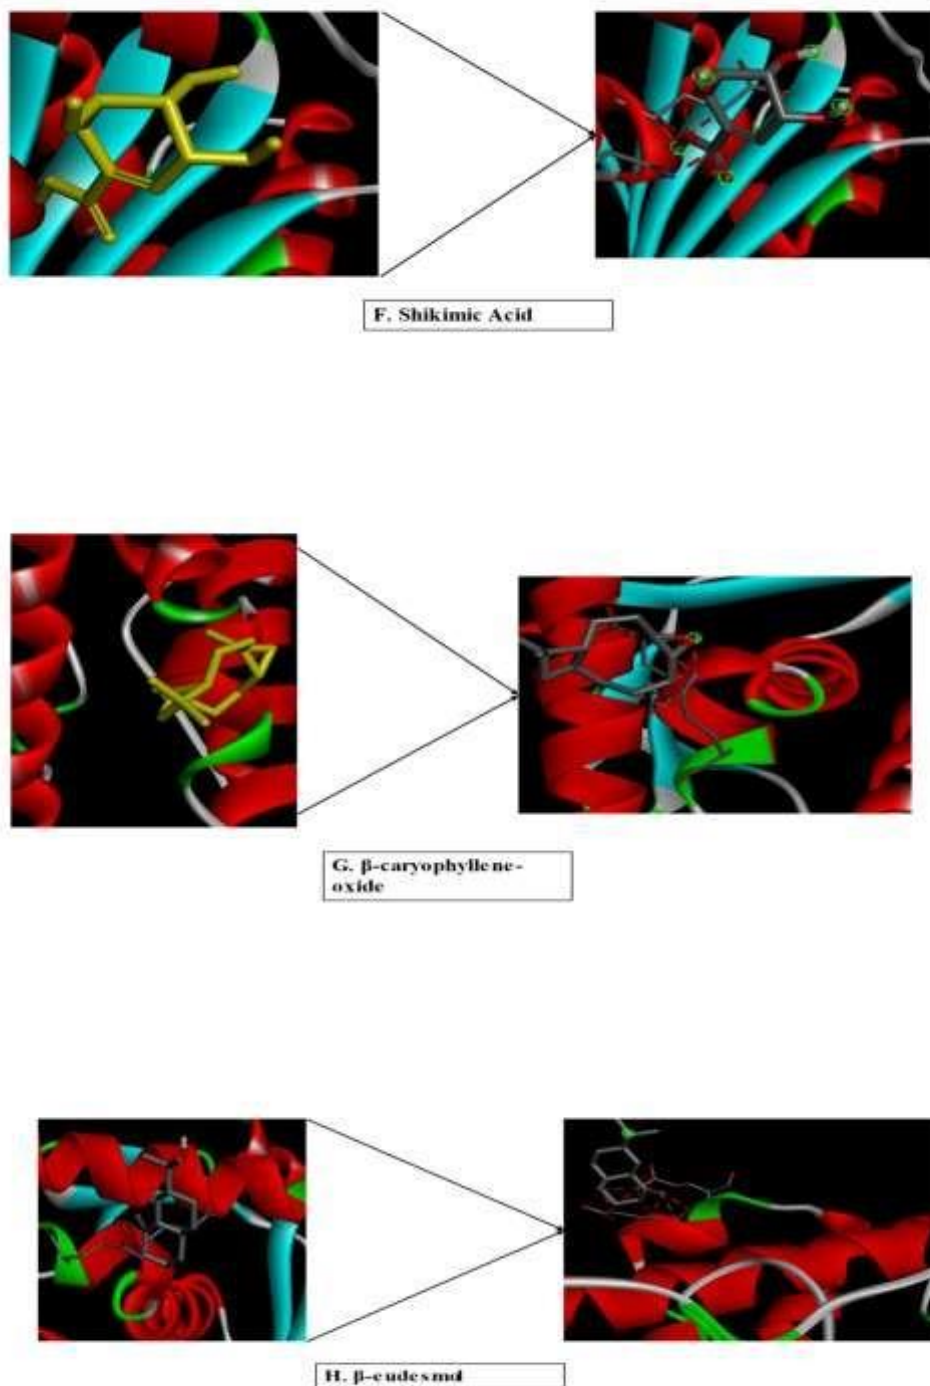 F. Shikimic Acid
G. β-caryophyllene-
oxide
H. β-eudesmol